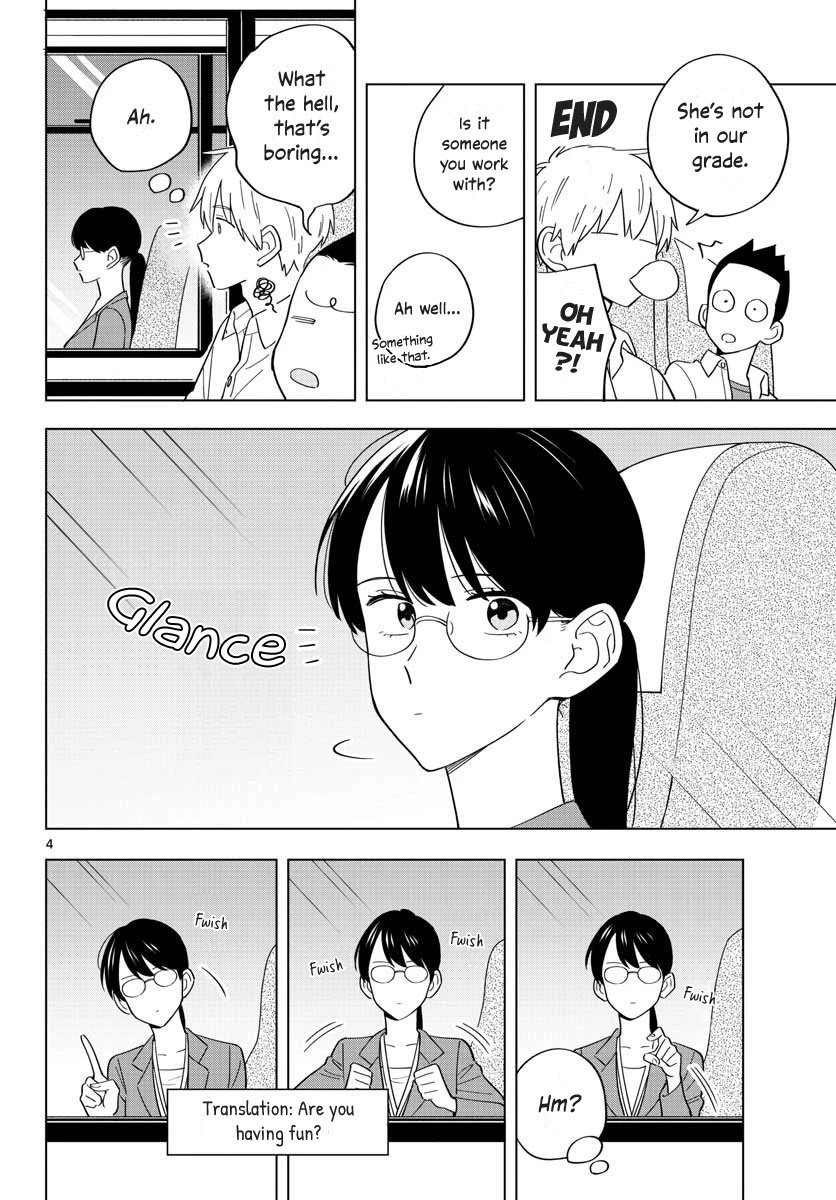 She's not
in our
grade.
END
OH
YEAH
?!
Is it
someone
you work
with?
Ah well...
Something
like that.
What
the hell,
that's
boring...
Ah.
Glance
4
Fwish
Hm?
Fwish
Fwish
Fwish
Translation: Are you
having fun?